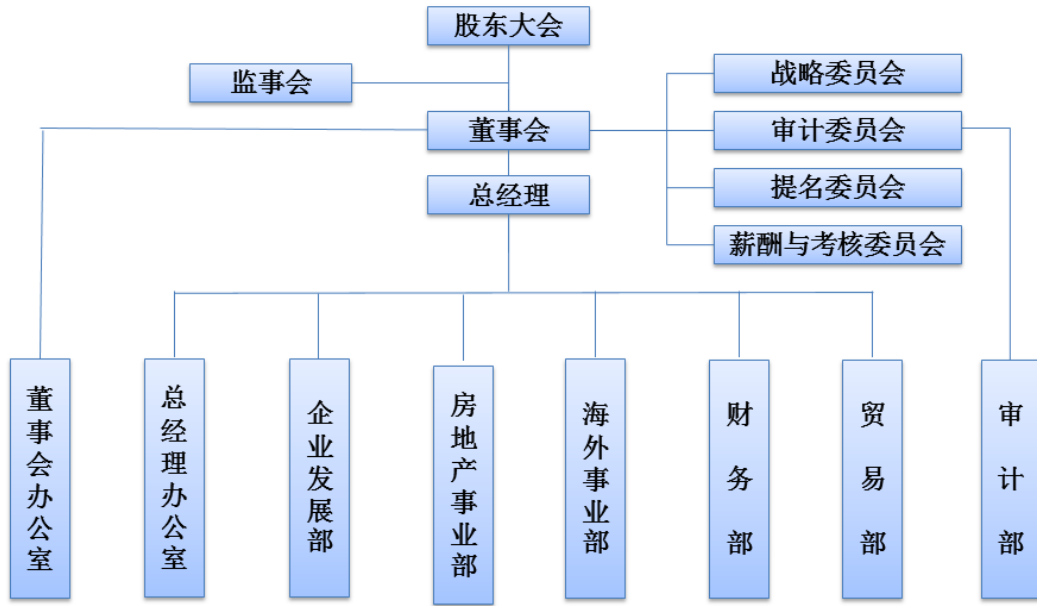 股东大会
监事会
战略委员会
董事会
审计委员会
总经理
提名委员会
薪酬与考核委员会
董事会办公室
总经理办公室
企业发展部
房地产事业部
海外事业部
财务部
贸易部
审计部